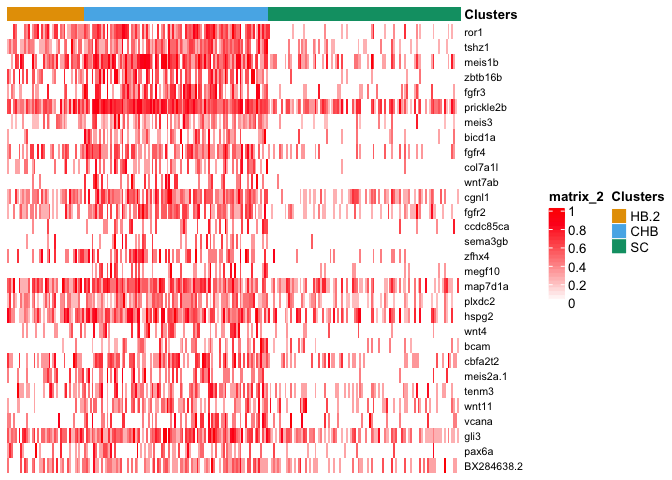 Clusters
ror1
tshz1
meis1b
zbtb16b
fgfr3
prickle2b
meis3
bicd1a
fgfr4
col7a1l
wnt7ab
cgnl1
fgfr2
ccdc85ca
sema3gb
zfhx4
megf10
map7d1a
plxdc2
hspg2
wnt4
bcam
cbfa2t2
meis2a.1
tenm3
wnt11
vcana
gli3
pax6a
BX284638.2
matrix_2
1
0.8
0.6
0.4
0.2
0
Clusters
HB.2
CHB
SC